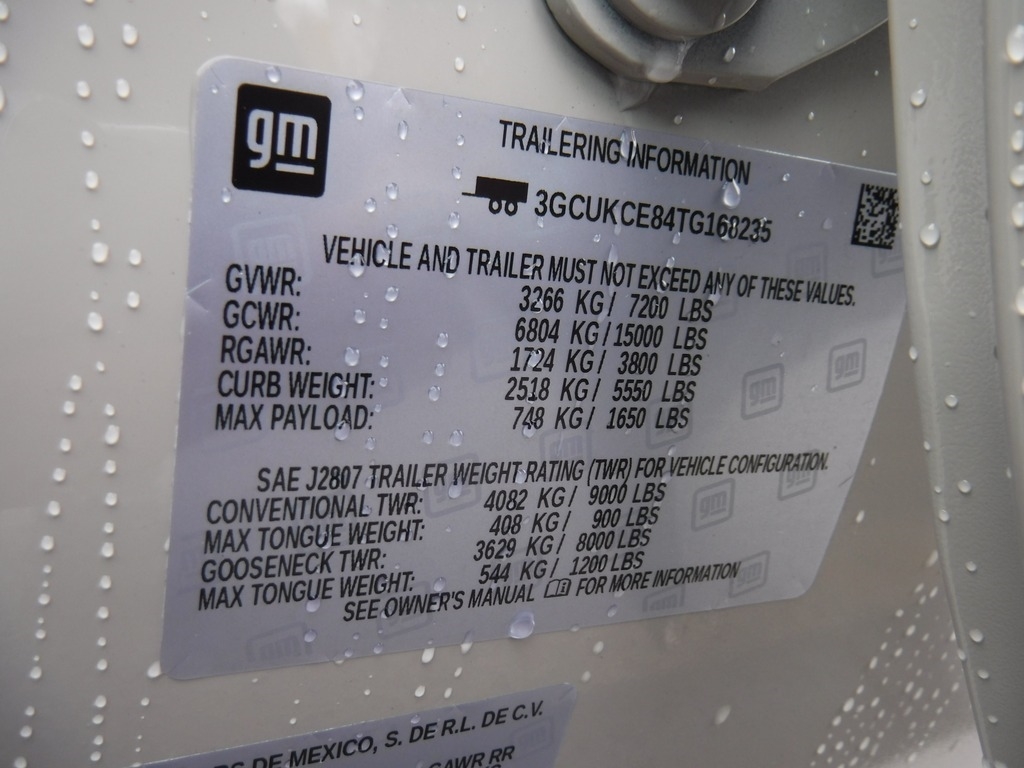 gm
TRAILERING INFORMATION
3GCUKCE84TG168235
VEHICLE AND TRAILER MUST NOT EXCEED ANY OF THESE VALUES.
GVWR: 3266 KG/ 7200 LBS
GCWR: 6804 KG/15000 LBS
RGAWR: 1724 KG/ 3800 LBS
CURB WEIGHT: 2518 KG/ 5550 LBS
MAX PAYLOAD: 748 KG/ 1650 LBS
SAE J2807 TRAILER WEIGHT RATING (TWR) FOR VEHICLE CONFIGURATION.
CONVENTIONAL TWR: 4082 KG/ 9000 LBS
MAX TONGUE WEIGHT: 408 KG/ 900 LBS
GOOSENECK TWR: 3629 KG/ 8000 LBS
MAX TONGUE WEIGHT: 544 KG/ 1200 LBS
SEE OWNER'S MANUAL FOR MORE INFORMATION
DE MEXICO, S. DE R.L. DE C.V.
GAWR RR